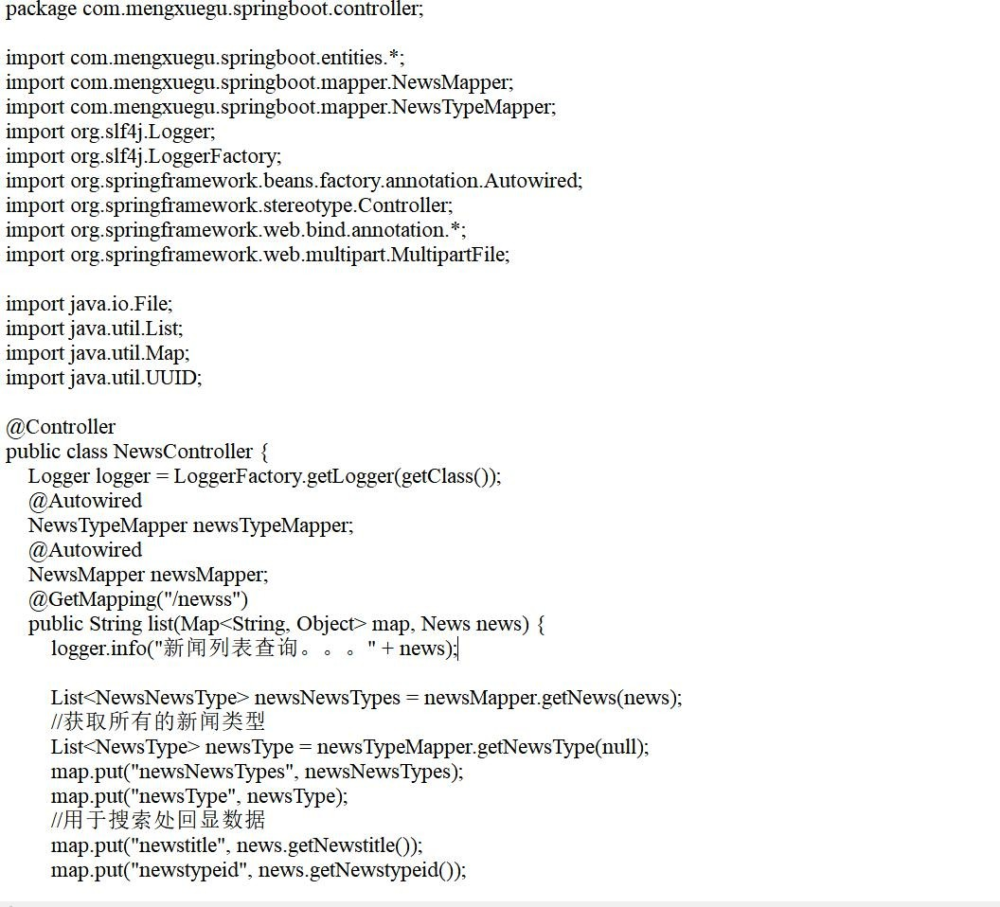 package com.mengxuegu.springboot.controller;
import com.mengxuegu.springboot.entities.*;
import com.mengxuegu.springboot.mapper.NewsMapper;
import com.mengxuegu.springboot.mapper.NewsTypeMapper;
import org.slf4j.Logger;
import org.slf4j.LoggerFactory;
import org.springframework.beans.factory.annotation.Autowired;
import org.springframework.stereotype.Controller;
import org.springframework.web.bind.annotation.*;
import org.springframework.web.multipart.MultipartFile;
import java.io.File;
import java.util.List;
import java.util.Map;
import java.util.UUID;
@Controller
public class NewsController {
Logger logger = LoggerFactory.getLogger(getClass());
@Autowired
NewsTypeMapper newsTypeMapper;
@Autowired
NewsMapper newsMapper;
@GetMapping("/newss")
public String list(Map<String, Object> map, News news) {
logger.info("新闻列表查询。。。" + news);
List<NewsNewsType> newsNewsTypes = newsMapper.getNews(news);
//获取所有的新闻类型
List<NewsType> newsType = newsTypeMapper.getNewsType(null);
map.put("newsNewsTypes", newsNewsTypes);
map.put("newsType", newsType);
//用于搜索处回显数据
map.put("newstitle", news.getNewstitle());
map.put("newstypeid", news.getNewstypeid());